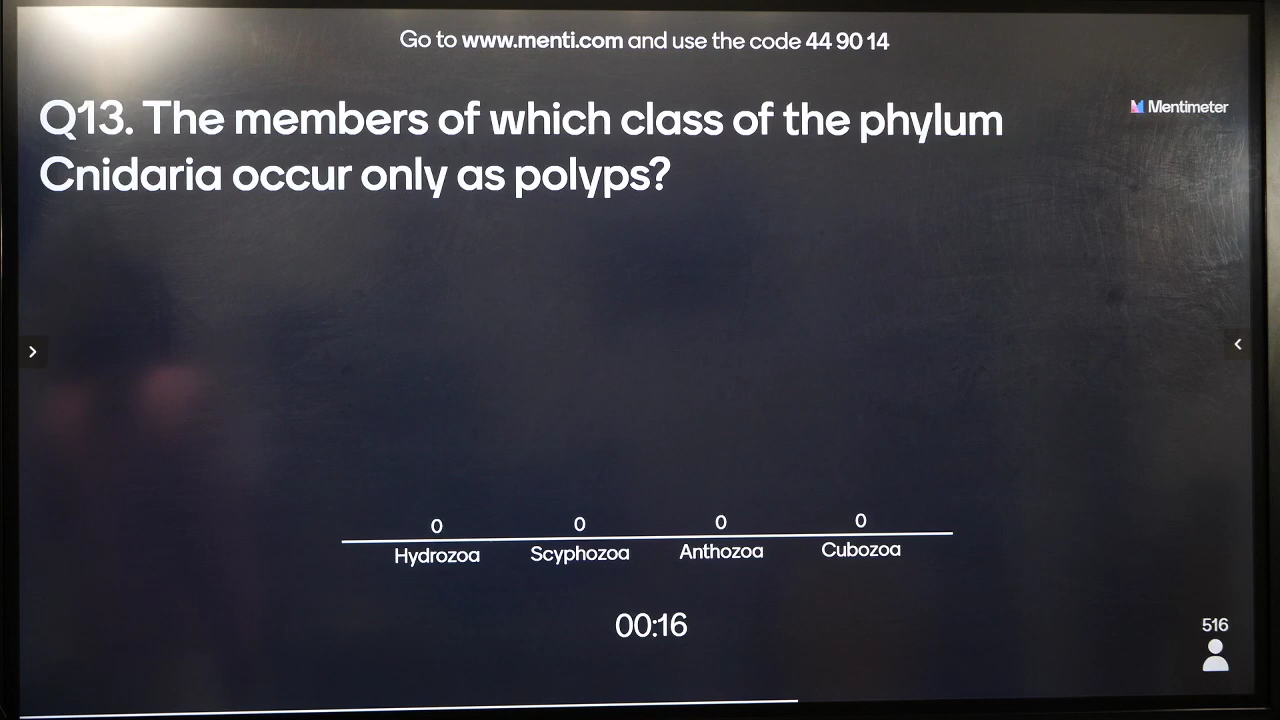 Go to www.menti.com and use the code 44 90 14
Q13. The members of which class of the phylum
Cnidaria occur only as polyps?
Mentimeter
0 0 0 0
Hydrozoa Scyphozoa Anthozoa Cubozoa
00:16
516